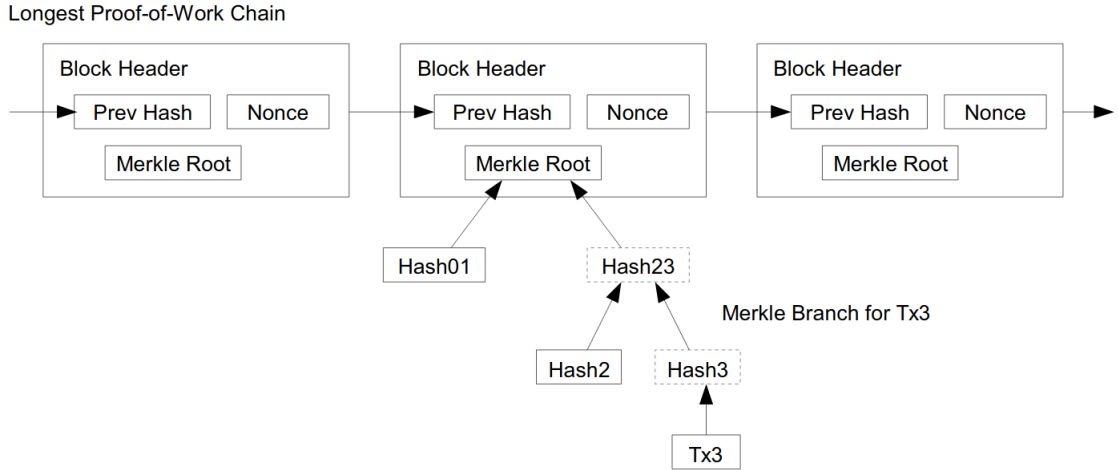 Longest Proof-of-Work Chain
Block Header
Prev Hash
Nonce
Merkle Root
Block Header
Prev Hash
Nonce
Merkle Root
Block Header
Prev Hash
Nonce
Merkle Root
Hash01
Hash23
Merkle Branch for Tx3
Hash2
Hash3
Tx3